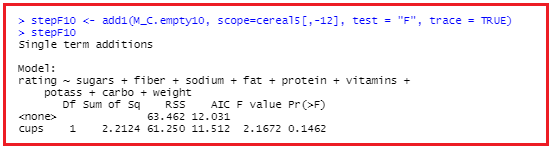 > stepF10 <- add1(M_C.empty10, scope=cereal5[,-12], test = "F", trace = TRUE)
> stepF10
Single term additions
Model:
rating ~ sugars + fiber + sodium + fat + protein + vitamins +
    potass + carbo + weight
       Df Sum of Sq    RSS    AIC F value Pr(>F)
<none>              63.462 12.031
cups    1    2.2124 61.250 11.512  2.1672 0.1462